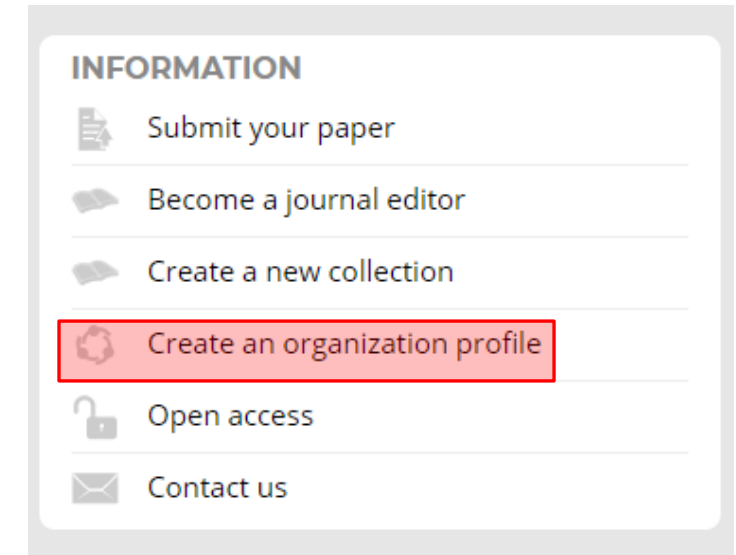 INFORMATION
Submit your paper
Become a journal editor
Create a new collection
Create an organization profile
Open access
Contact us